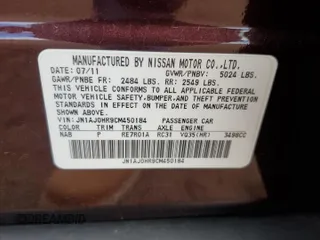 MANUFACTURED BY NISSAN MOTOR CO.,LTD.
DATE: 07/11 GVWR/PNBV: 5024 LBS.
GAWR/PNBE FR: 2484 LBS. RR: 2549 LBS.
THIS VEHICLE CONFORMS TO ALL APPLICABLE FEDERAL
MOTOR VEHICLE SAFETY, BUMPER, AND THEFT PREVENTION
STANDARDS IN EFFECT ON THE DATE OF
MANUFACTURE SHOWN ABOVE.
VIN: JN1AJ0HR9CM450184 PASSENGER CAR
COLOR TRIM TRANS AXLE ENGINE
NAB P RE7R01A RC31 VQ35(HR) 3498CC
JN1AJ0HR9CM450184